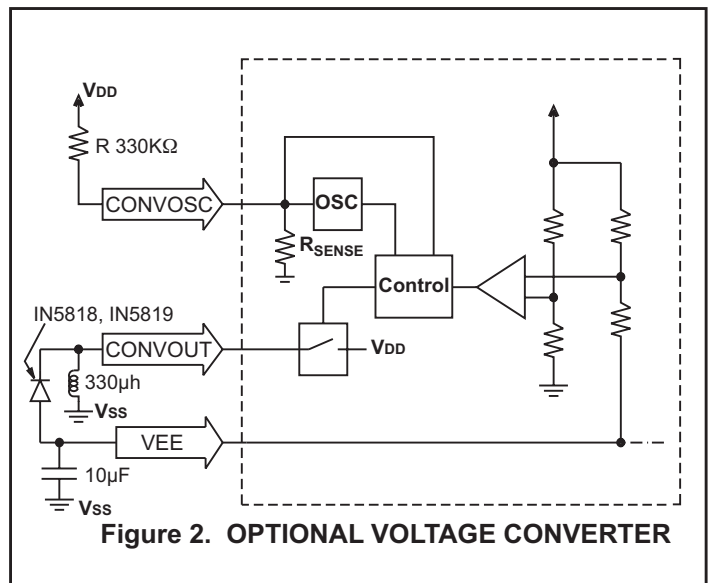 VDD
R 330KΩ
CONVOSC
OSC
RSENSE
Control
IN5818, IN5819
CONVOUT
VDD
330μh
VSS
VEE
10μF
VSS
Figure 2. OPTIONAL VOLTAGE CONVERTER